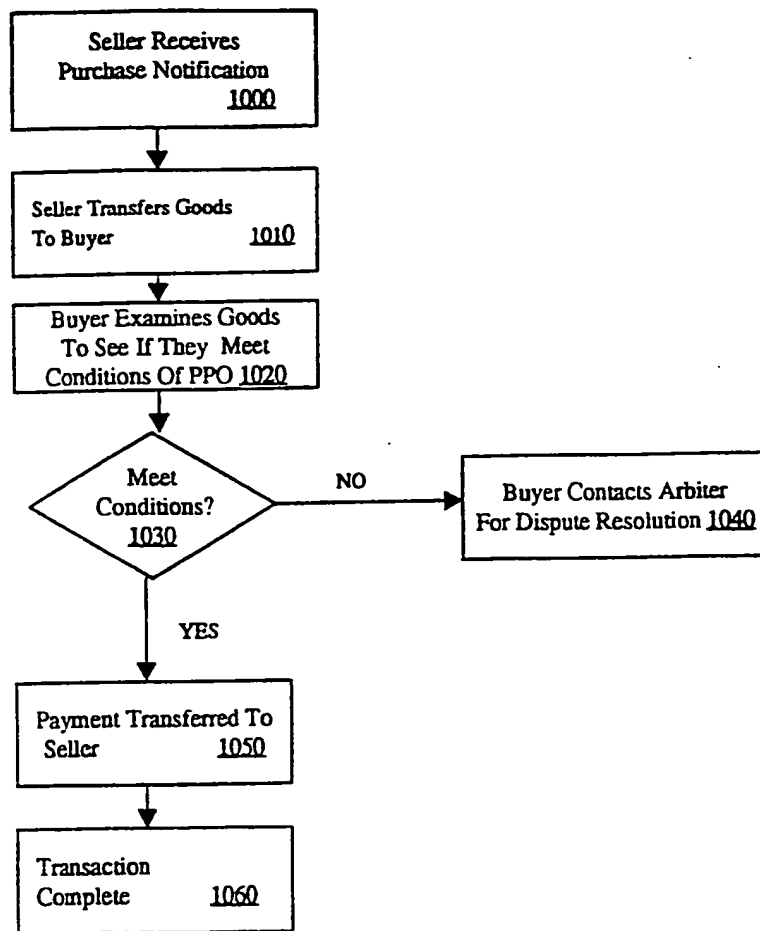 Seller Receives
Purchase Notification
1000
Seller Transfers Goods
To Buyer 1010
Buyer Examines Goods
To See If They Meet
Conditions Of PPO 1020
Meet
Conditions?
1030
NO
Buyer Contacts Arbiter
For Dispute Resolution 1040
YES
Payment Transferred To
Seller 1050
Transaction
Complete 1060